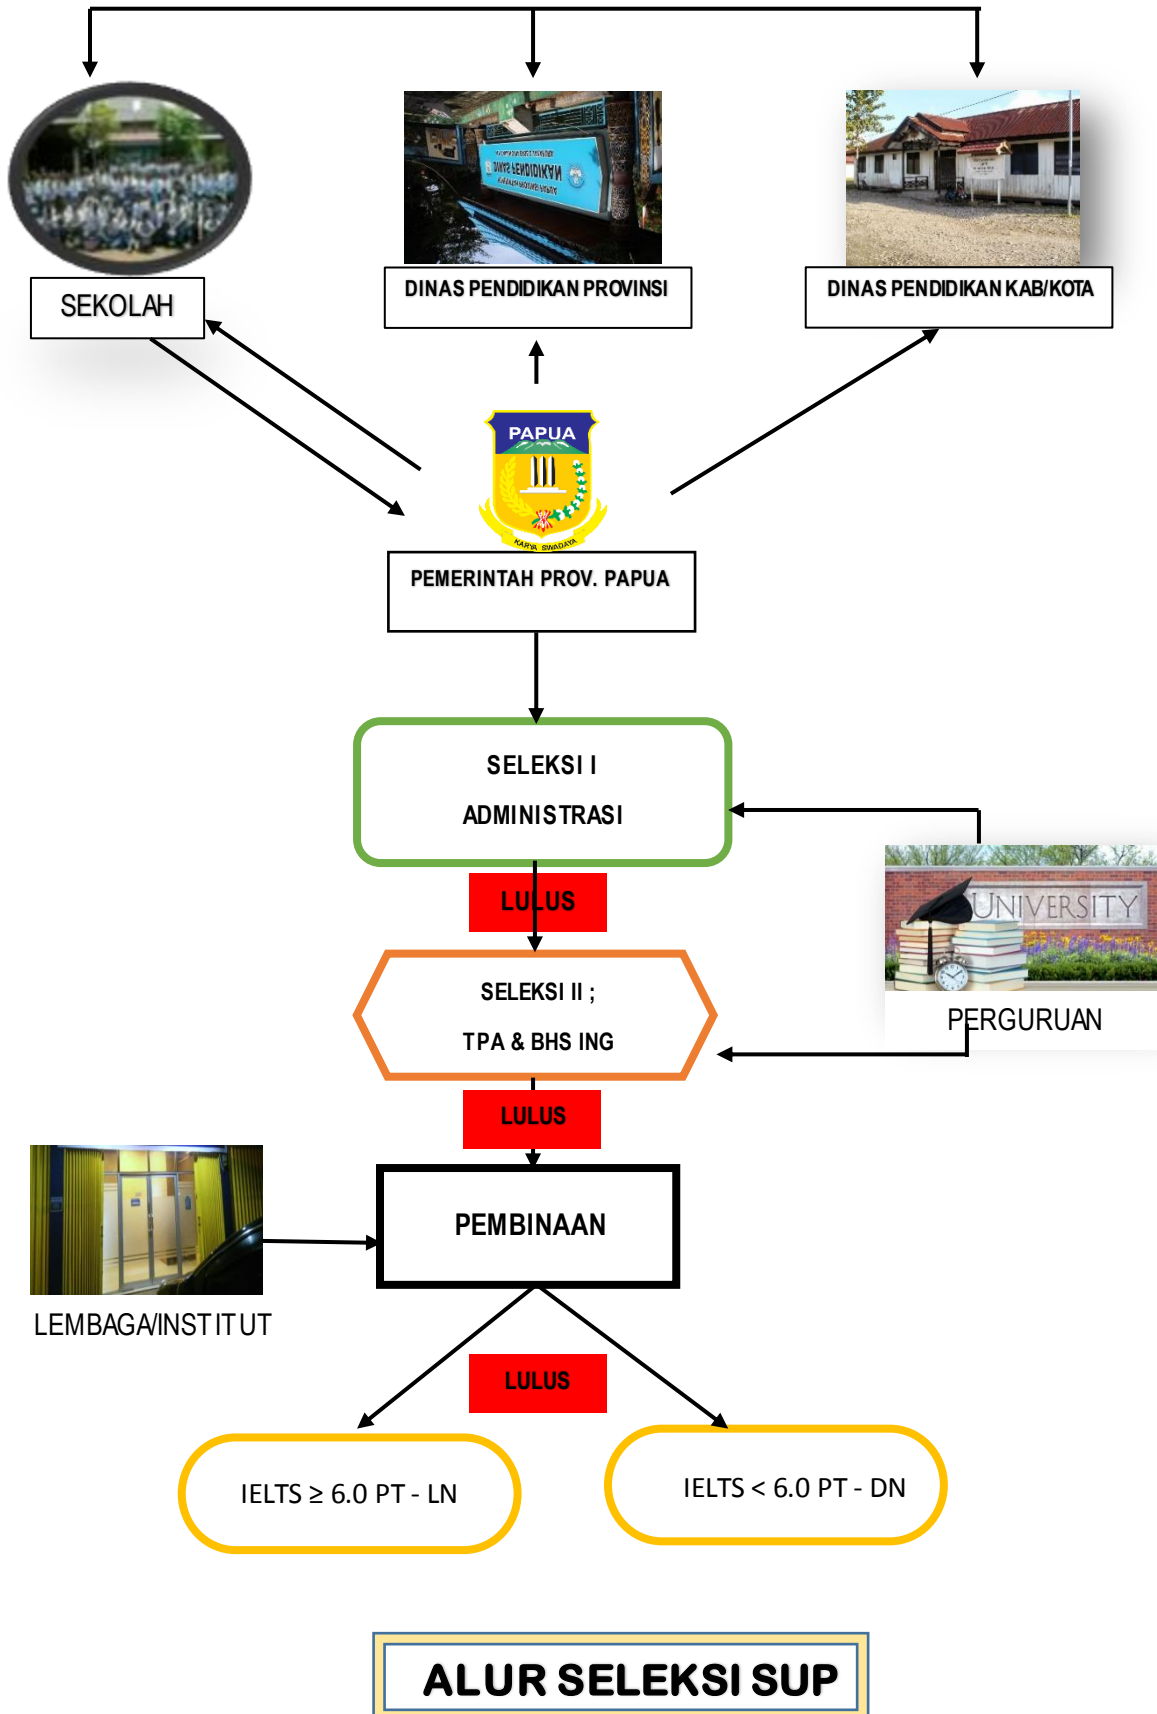 DINAS PENDIDIKAN
SEKOLAH
DINAS PENDIDIKAN PROVINSI
DINAS PENDIDIKAN KAB/KOTA
PAPUA
KARYA SWADAYA
PEMERINTAH PROV. PAPUA
SELEKSI I
ADMINISTRASI
LULUS
UNIVERSITY
SELEKSI II ;
TPA & BHS ING
PERGURUAN
LULUS
PEMBINAAN
LEMBAGA/INSTITUT
LULUS
IELTS ≥ 6.0 PT - LN
IELTS < 6.0 PT - DN
ALUR SELEKSI SUP